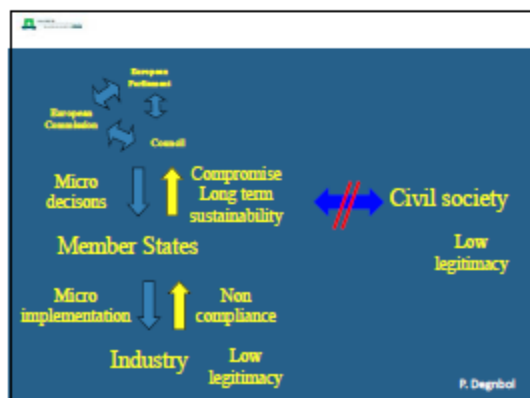 European
Parliament
European
Commission
Council
Micro
decisons
Compromise
Long term
sustainability
Civil society
Member States
Low
legitimacy
Micro
implementation
Non
compliance
Industry
Low
legitimacy
P. Degnbol